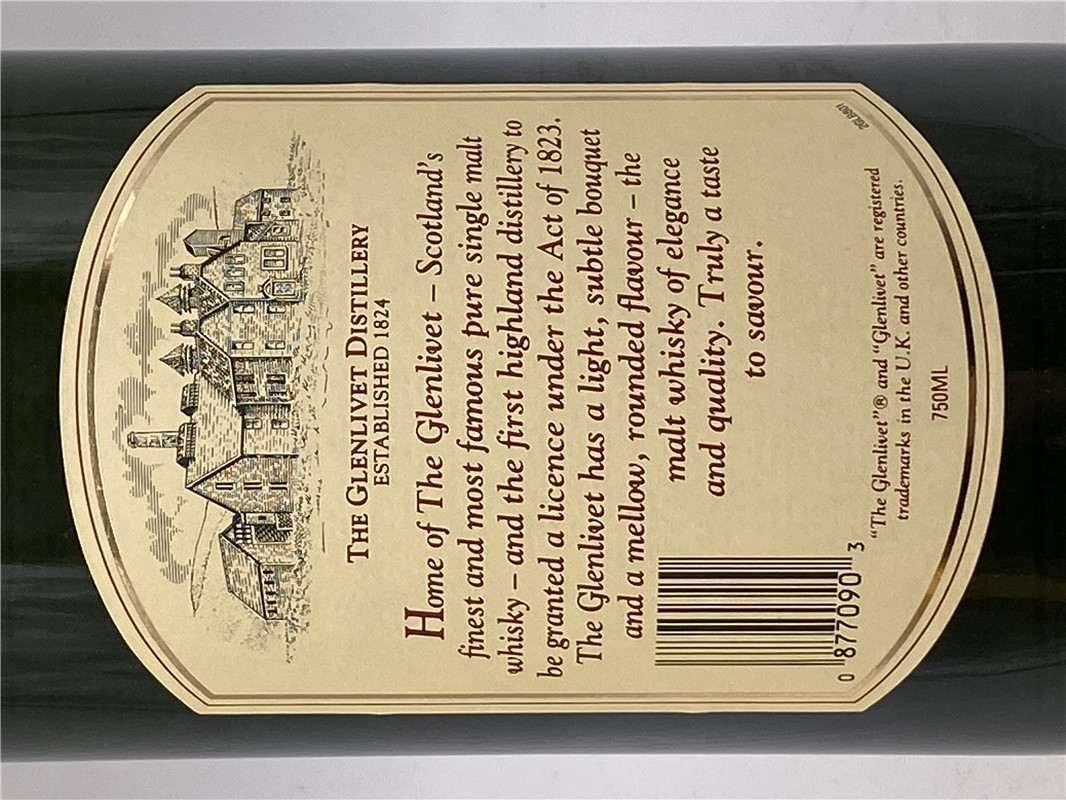 THE GLENLIVET DISTILLERY
ESTABLISHED 1824
Home of The Glenlivet – Scotland's
finest and most famous pure single malt
whisky – and the first highland distillery to
be granted a licence under the Act of 1823.
The Glenlivet has a light, subtle bouquet
and a mellow, rounded flavour – the
malt whisky of elegance
and quality. Truly a taste
to savour.
0 877090 3
"The Glenlivet"® and "Glenlivet" are registered
trademarks in the U.K. and other countries.
750ML